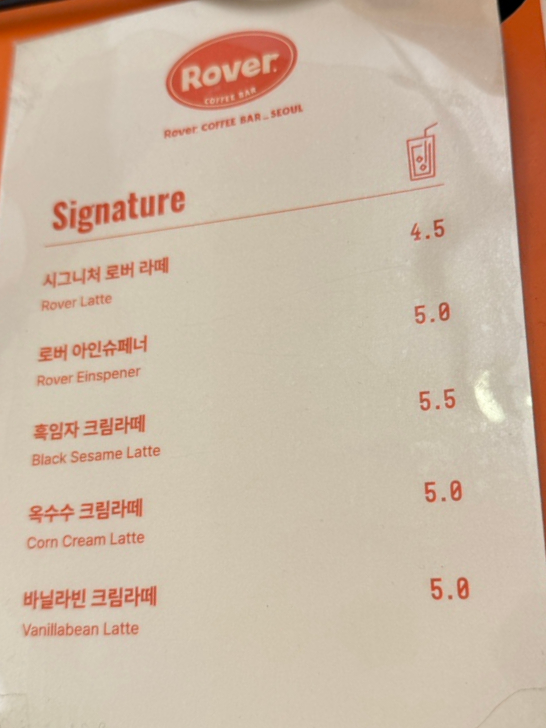 Rover.
COFFEE BAR
Rover COFFEE BAR_SEOUL
Signature
시그니처 로버 라떼 4.5
Rover Latte
로버 아인슈페너 5.0
Rover Einspener
흑임자 크림라떼 5.5
Black Sesame Latte
옥수수 크림라떼 5.0
Corn Cream Latte
바닐라빈 크림라떼 5.0
Vanillabean Latte